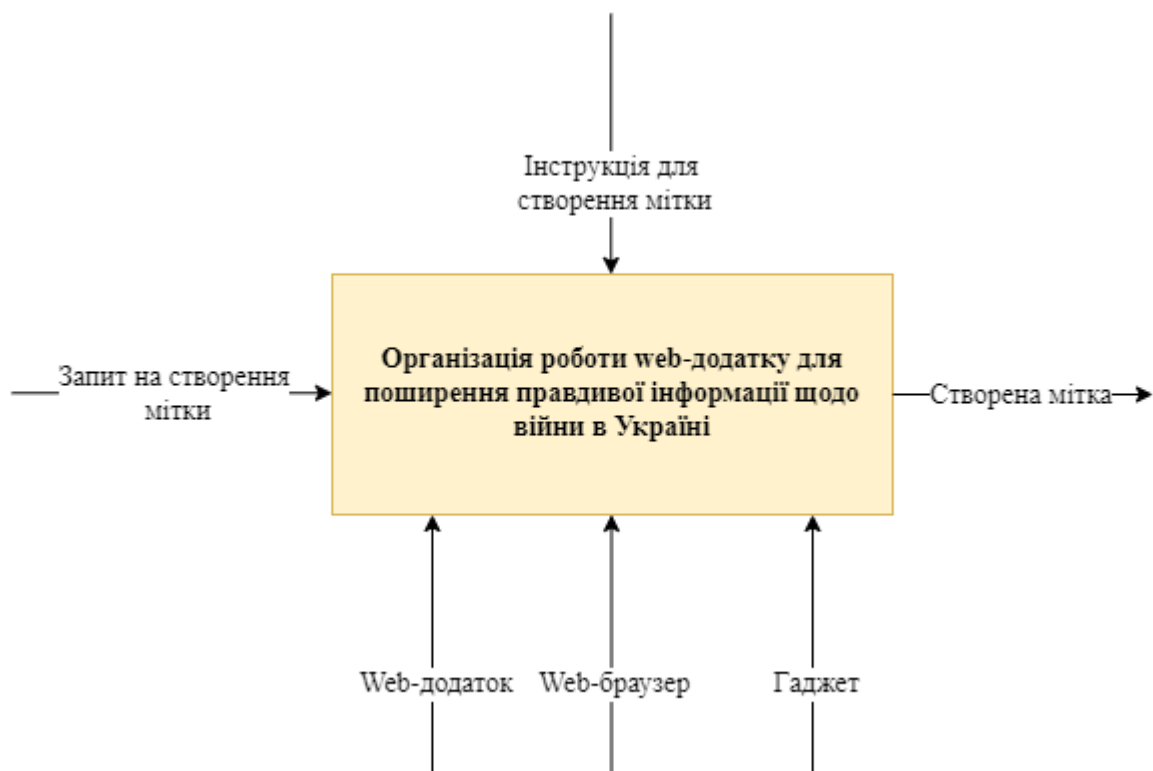 Інструкція для
створення мітки
Організація роботи web-додатку для
поширення правдивої інформації щодо
війни в Україні
Запит на створення
мітки
Створена мітка
Web-додаток
Web-браузер
Гаджет